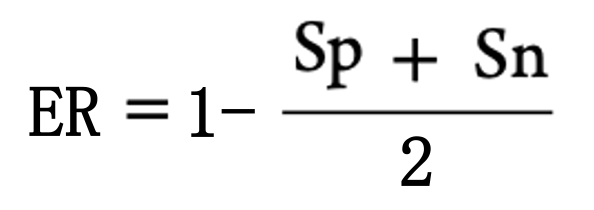 ER = 1 - (Sp + Sn) / 2